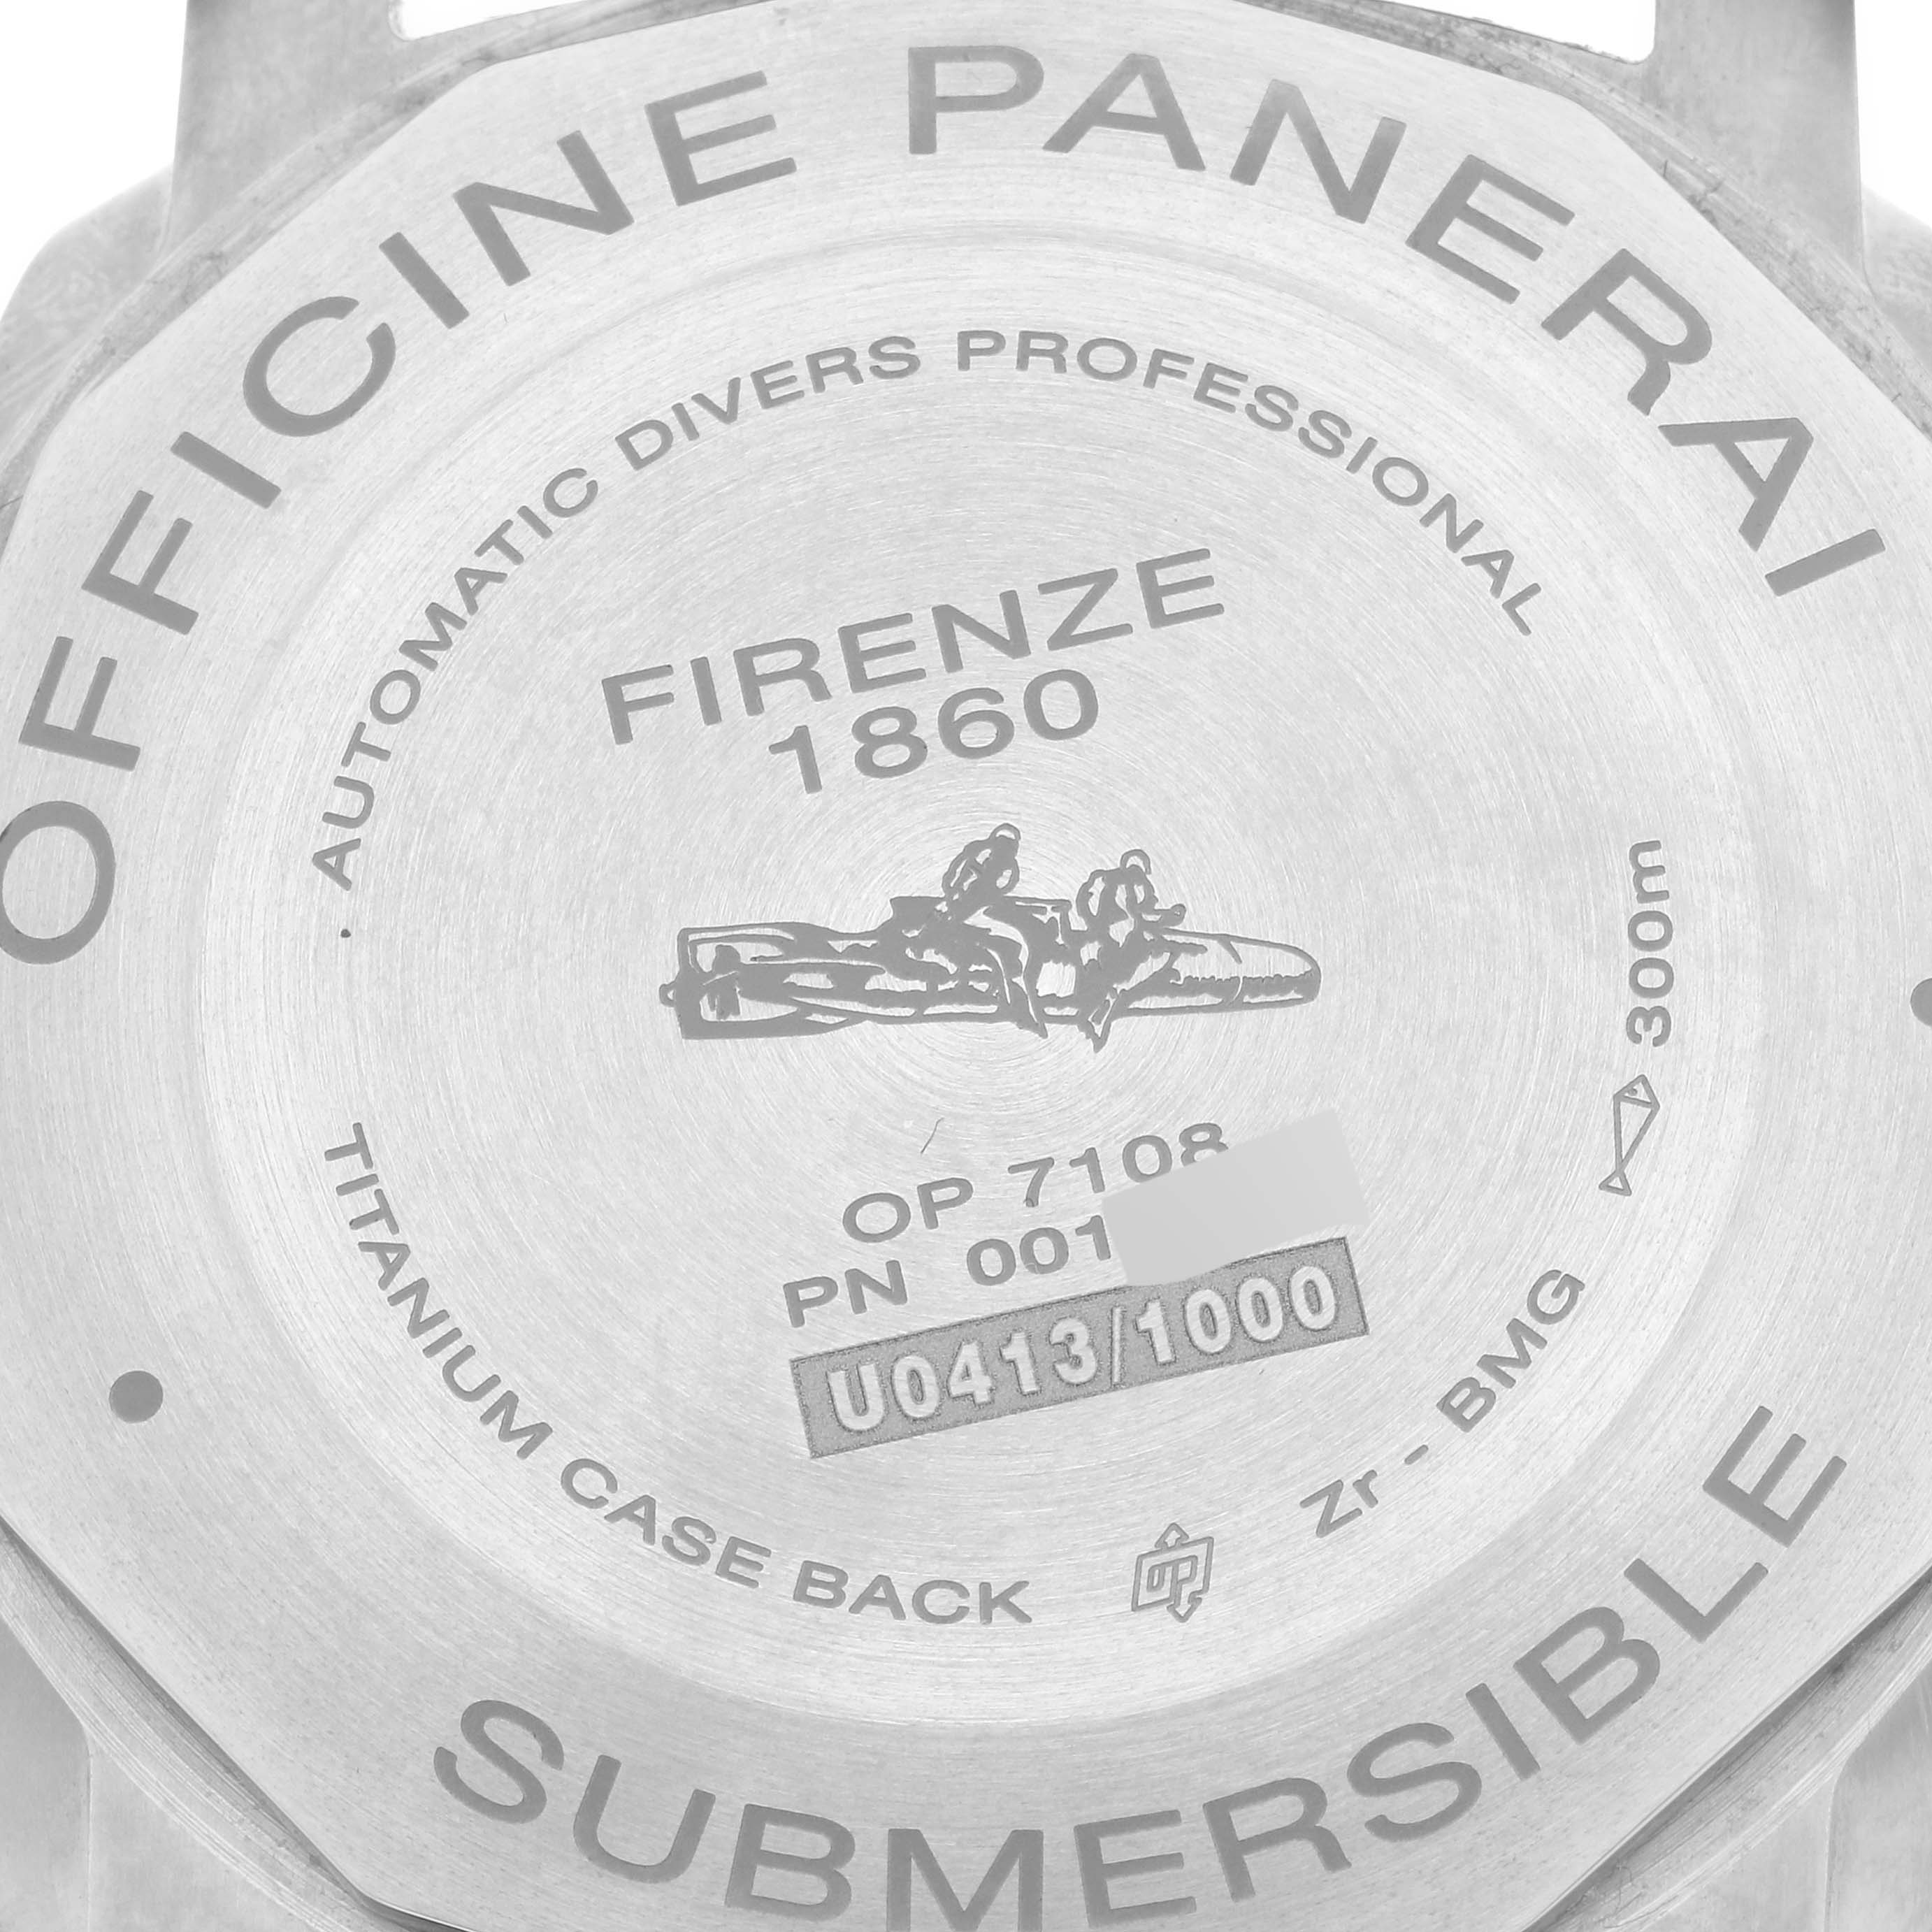 OFFICINE PANERAI
· AUTOMATIC DIVERS PROFESSIONAL
FIRENZE
1860
300m
OP 7108
PN 001
U0413/1000
TITANIUM CASE BACK
OP
Zr - BMG
SUBMERSIBLE